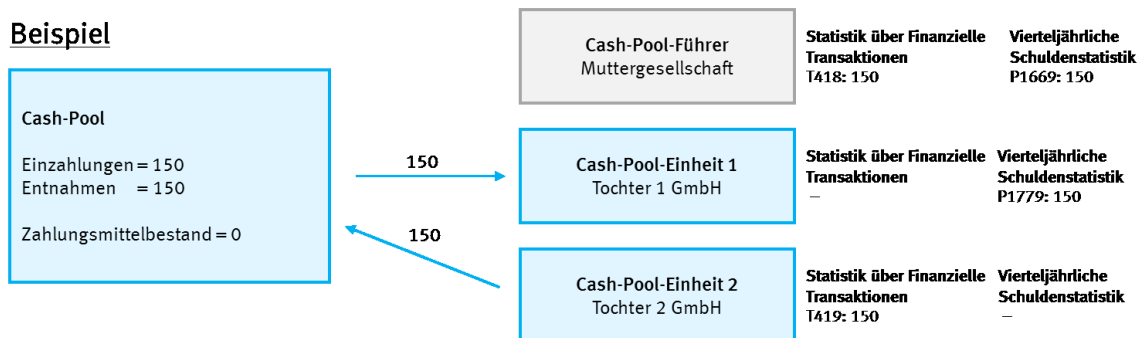 Beispiel
Cash-Pool
Einzahlungen = 150
Entnahmen = 150
Zahlungsmittelbestand = 0
150
150
Cash-Pool-Führer
Muttergesellschaft
Statistik über Finanzielle
Transaktionen
T418: 150
Vierteljährliche
Schuldenstatistik
P1669: 150
Cash-Pool-Einheit 1
Tochter 1 GmbH
Statistik über Finanzielle
Transaktionen
–
Vierteljährliche
Schuldenstatistik
P1779: 150
Cash-Pool-Einheit 2
Tochter 2 GmbH
Statistik über Finanzielle
Transaktionen
T419: 150
Vierteljährliche
Schuldenstatistik
–